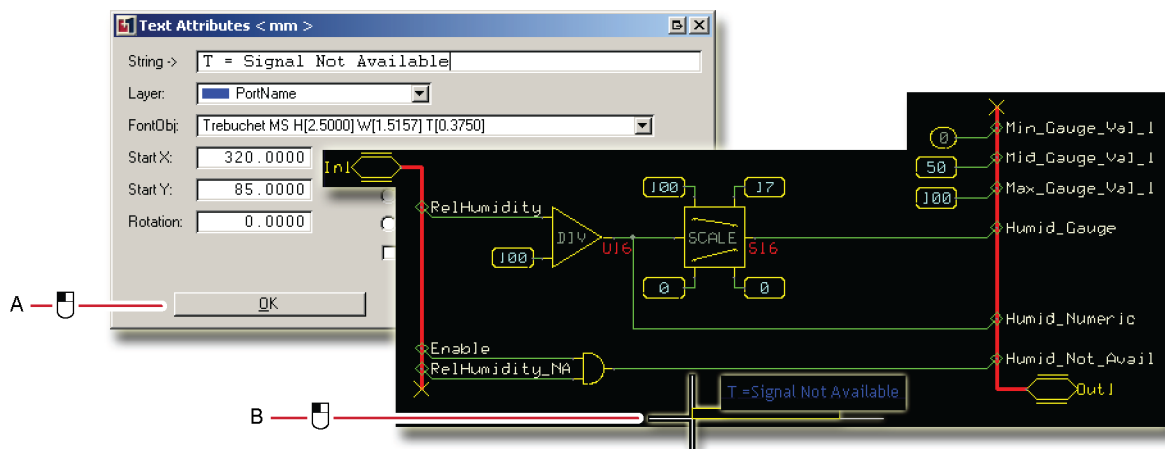 Text Attributes < mm >
String -> T = Signal Not Available
Layer: PortName
FontObj: Trebuchet MS H[2.5000] W[1.5157] T[0.3750]
Start X: 320.0000
Start Y: 85.0000
Rotation: 0.0000
OK
A
B
In1
RelHumidity
100
DIV
U16
100
17
SCALE
S16
0
0
Enable
RelHumidity_NA
0
Min_Gauge_Val_1
50
Mid_Gauge_Val_1
100
Max_Gauge_Val_1
Humid_Gauge
Humid_Numeric
Humid_Not_Avail
Out1
T =Signal Not Available